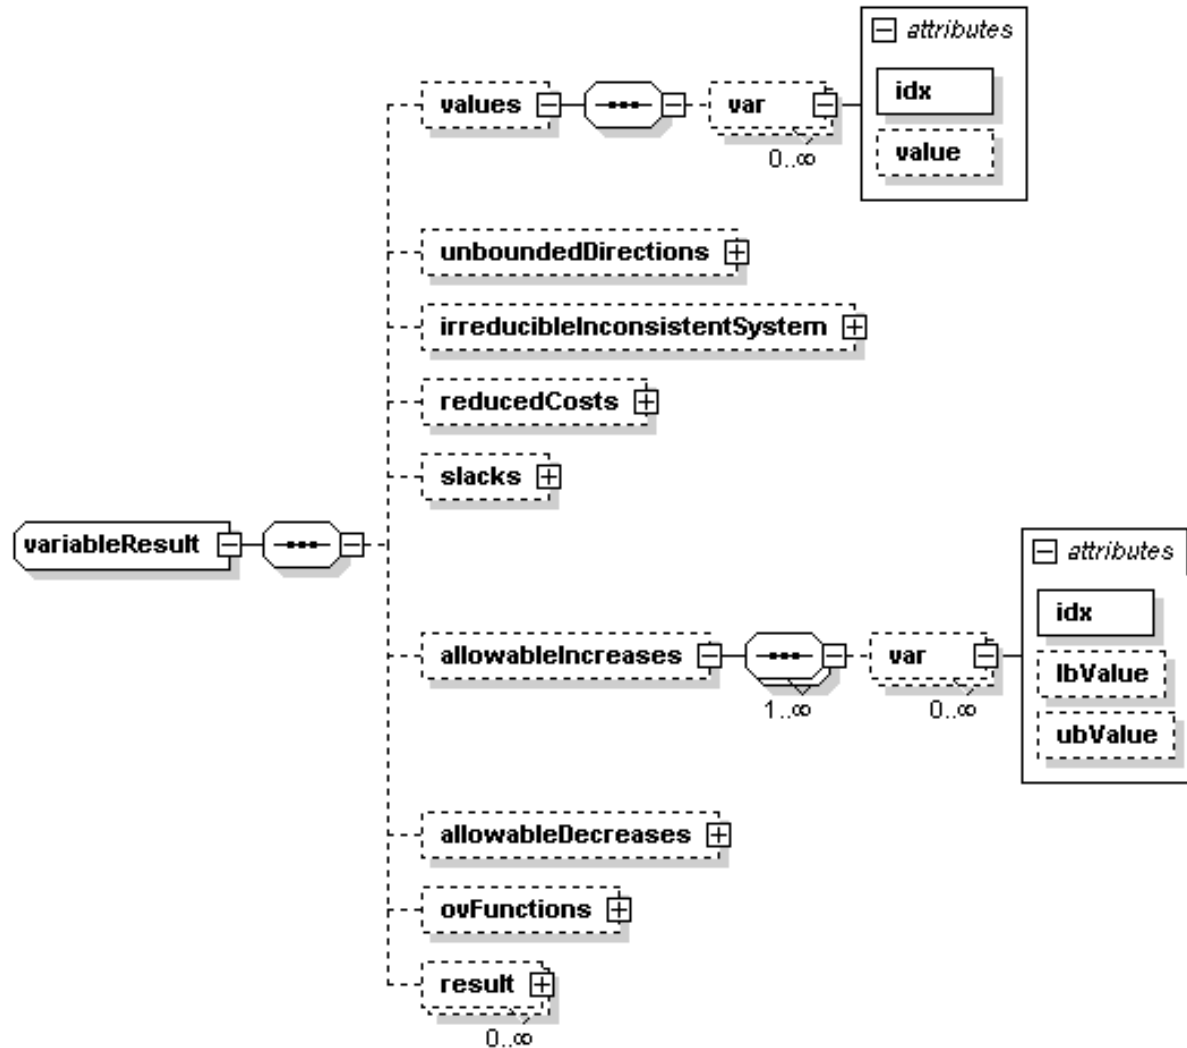 attributes
idx
values
var
value
0..∞
unboundedDirections
irreducibleInconsistentSystem
reducedCosts
slacks
variableResult
attributes
idx
allowableIncreases
var
lbValue
1..∞
0..∞
ubValue
allowableDecreases
ovFunctions
result
0..∞